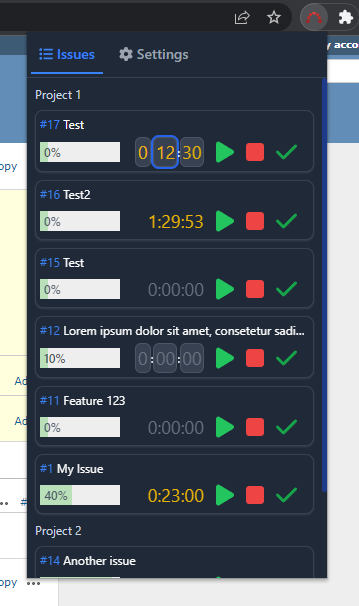 y acco
Issues Settings
Project 1
opy
#17 Test
0% 0 12:30
#16 Test2
0% 1:29:53
#15 Test
0% 0:00:00
#12 Lorem ipsum dolor sit amet, consetetur sadi...
10% 0:00:00
Ad
#11 Feature 123
0% 0:00:00
Ad
#1 My Issue
40% 0:23:00
#
Project 2
#14 Another issue
opy